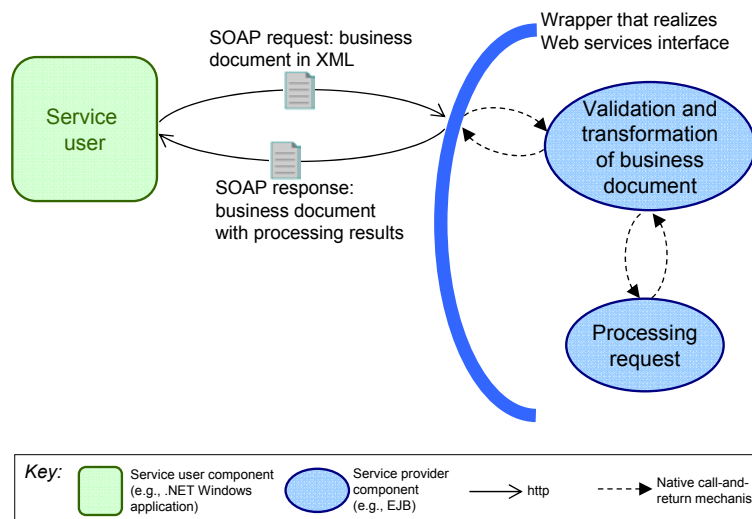 SOAP request: business
document in XML
Wrapper that realizes
Web services interface
Service
user
Validation and
transformation
of business
document
SOAP response:
business document
with processing results
Processing
request
Key:
Service user component
(e.g., .NET Windows
application)
Service provider
component
(e.g., EJB)
http
Native call-and-
return mechanis